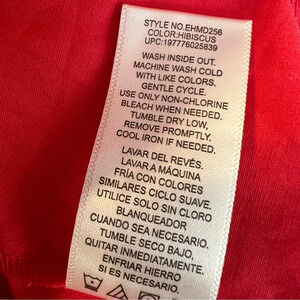 STYLE NO.EHMD256
COLOR:HIBISCUS
UPC:197776025839
WASH INSIDE OUT.
MACHINE WASH COLD
WITH LIKE COLORS.
GENTLE CYCLE.
USE ONLY NON-CHLORINE
BLEACH WHEN NEEDED.
TUMBLE DRY LOW,
REMOVE PROMPTLY.
COOL IRON IF NEEDED.
LAVAR DEL REVÉS.
LAVAR A MÁQUINA
FRÍA CON COLORES
SIMILARES CICLO SUAVE.
UTILICE SOLO SIN CLORO
BLANQUEADOR
CUANDO SEA NECESARIO.
TUMBLE SECO BAJO,
QUITAR INMEDIATAMENTE.
ENFRIAR HIERRO
SI ES NECESARIO.